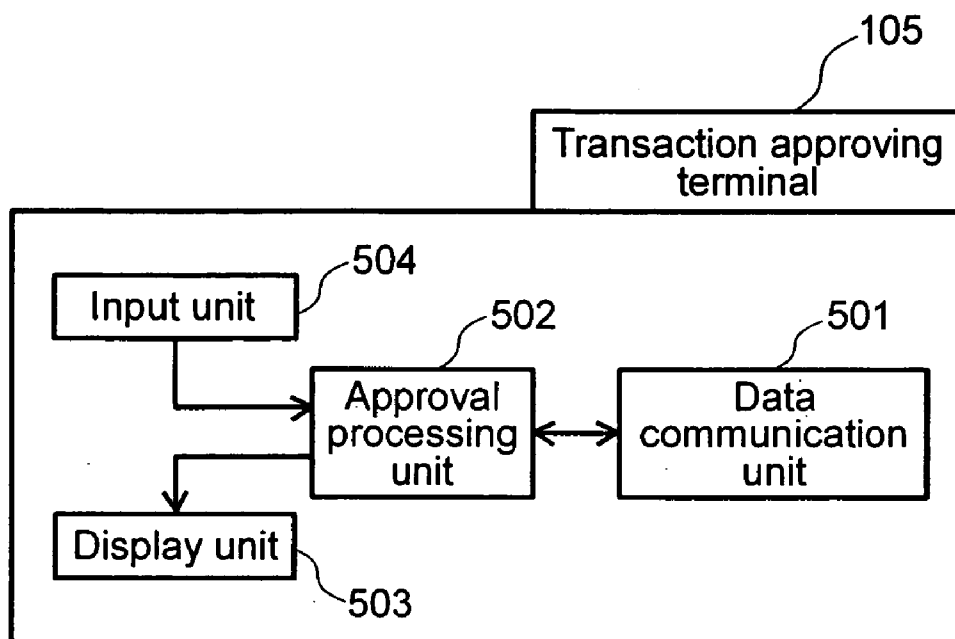 105
Transaction approving
terminal
504
Input unit
502
501
Approval
processing
unit
Data
communication
unit
Display unit
503